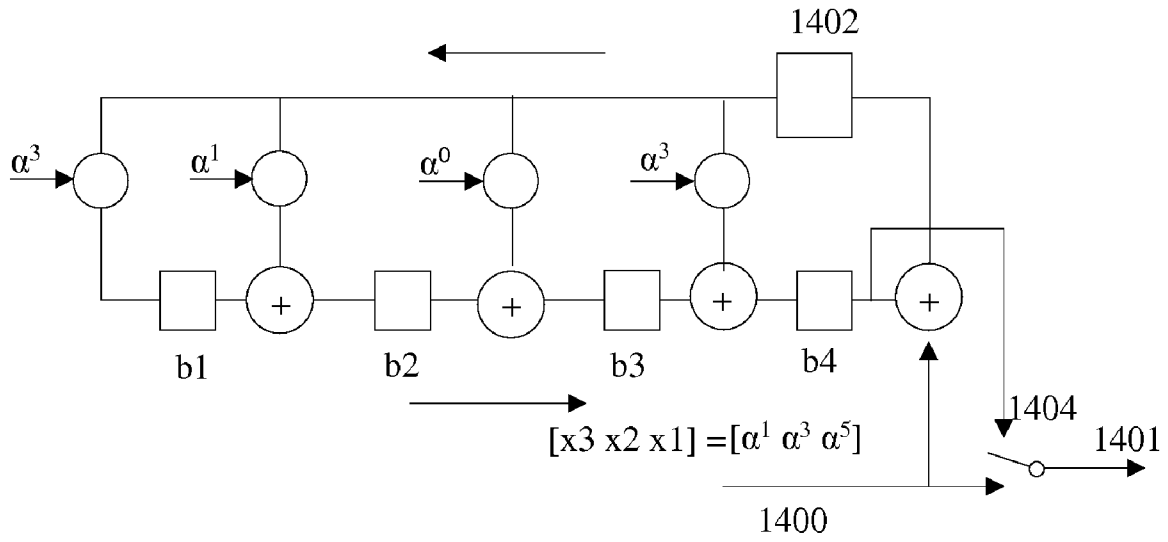 1402
α³ α¹ α⁰ α³
+ + + +
b1 b2 b3 b4
[x3 x2 x1] =[α¹ α³ α⁵]
1404
1401
1400